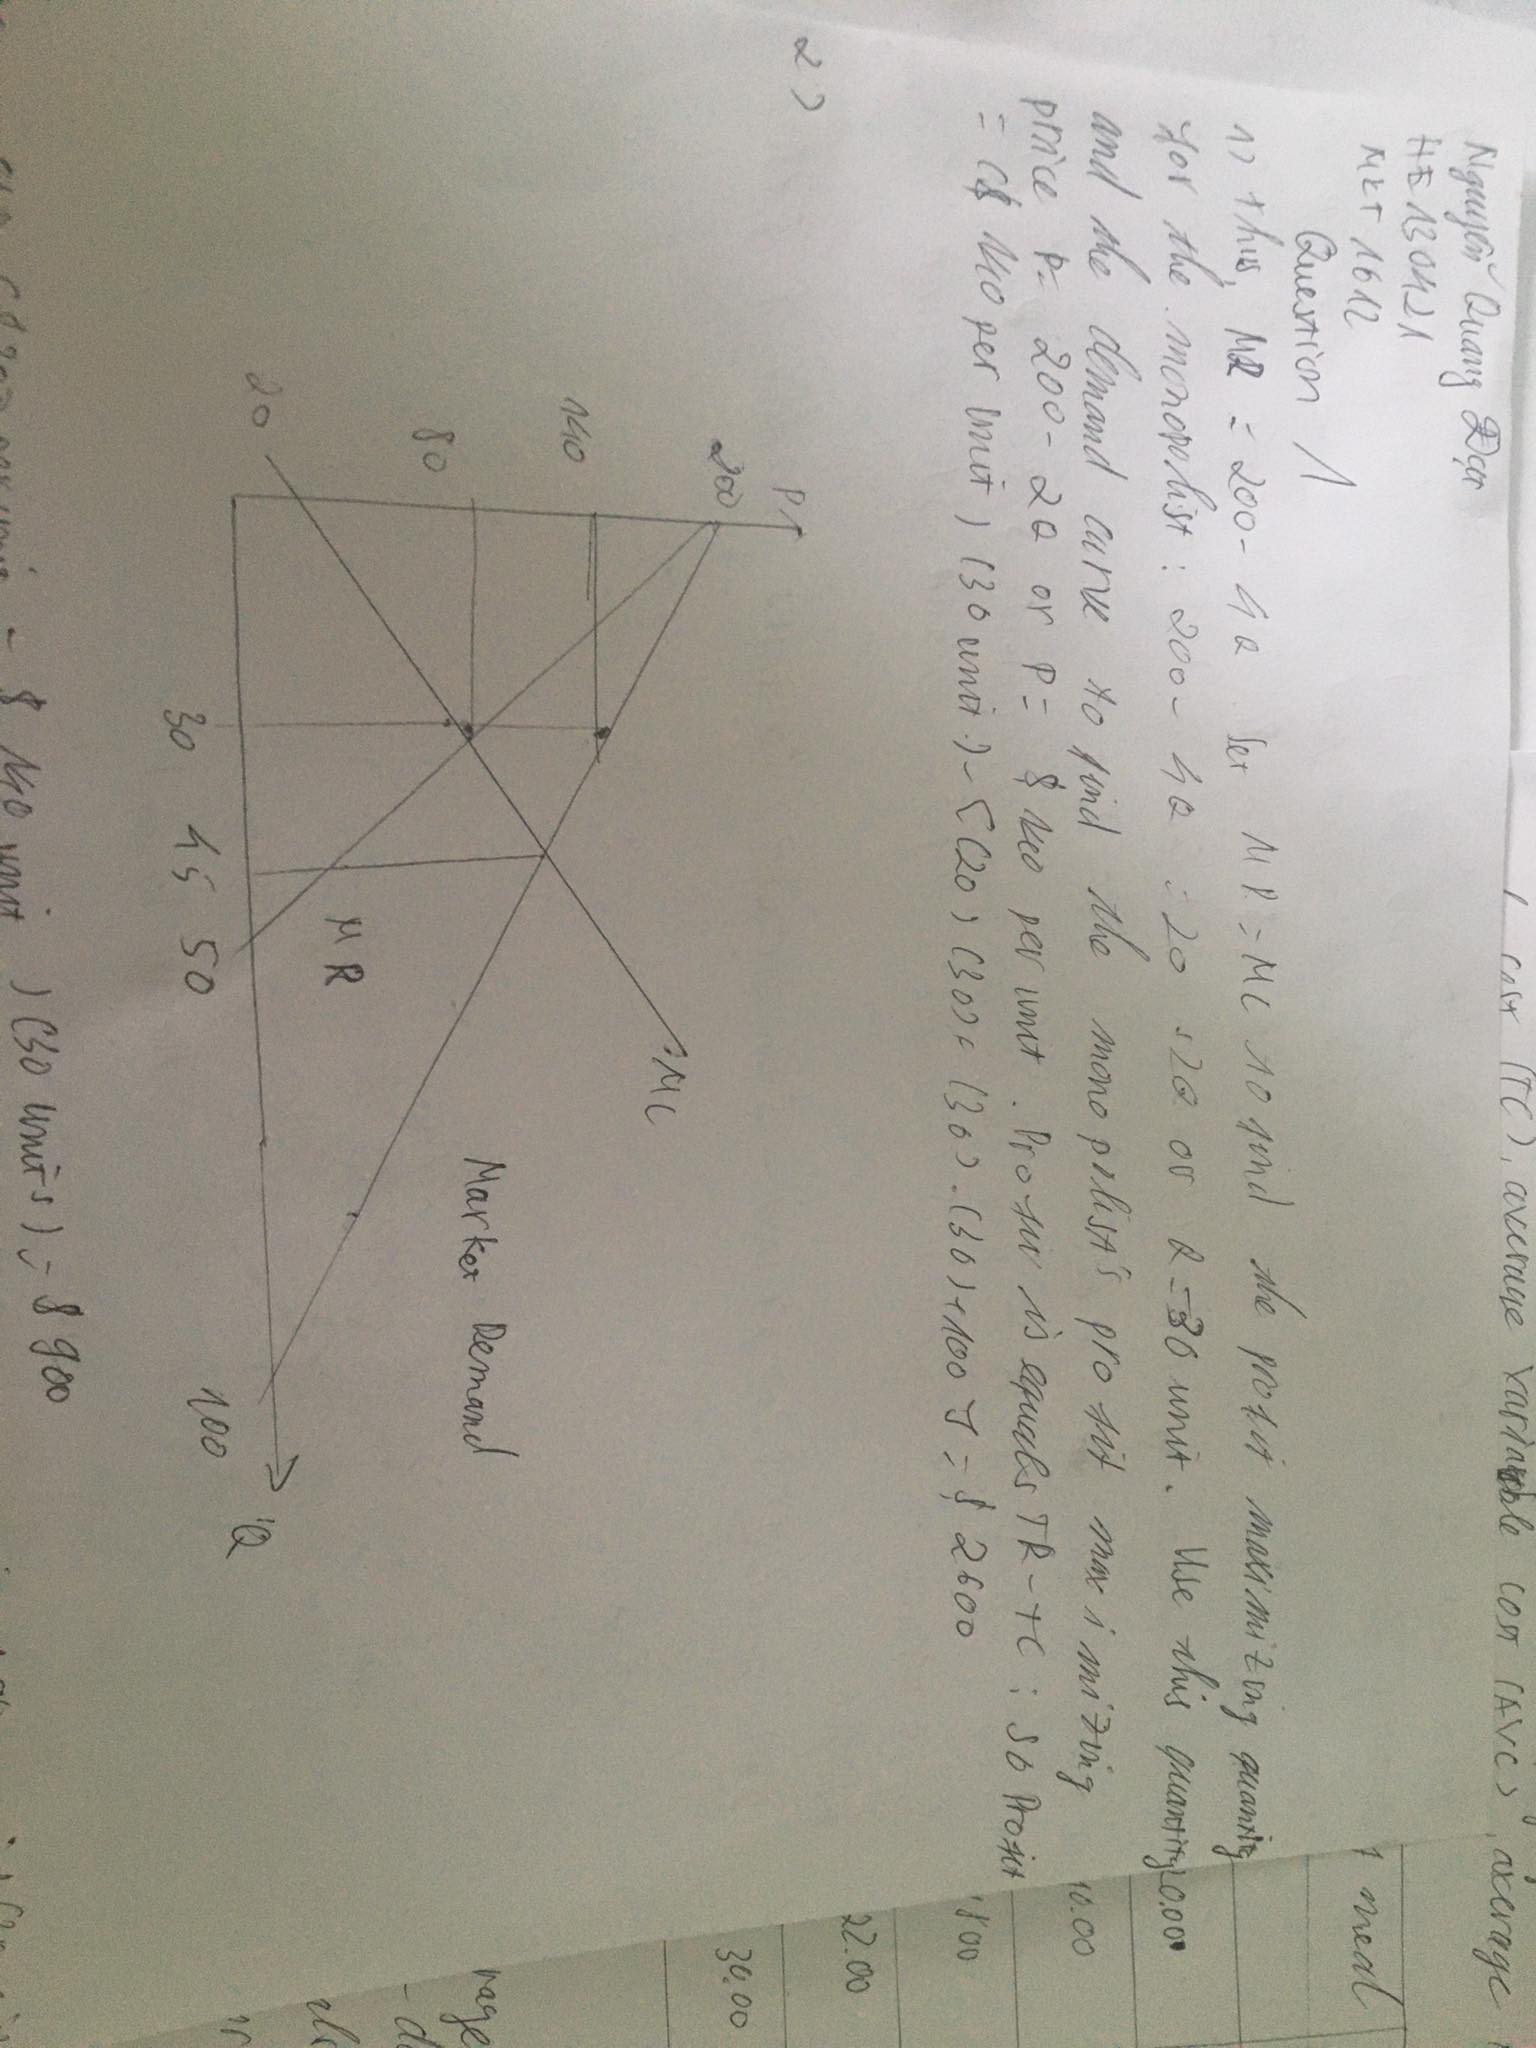 cost (TC), average variable cost (AVC), average
Nguyễn Quang Đạt
HE130421
MKT 1612
Question 1
1) thus, MR = 200 - 4Q Set MR = MC to find the profit maximizing quantity
for the monopolist: 200 - 4Q = 20 + 2Q or Q = 30 unit. Use this quantity
and the demand curve to find the monopolist's profit maximizing
price P = 200 - 2Q or P = $ 140 per unit. Profit is equals TR - TC ; so Profit
= ($ 140 per unit) (30 unit) - [(20) (30) + (30).(30) + 100] = $ 2600
meal
0.00
10.00
800
22.00
30.00
2)
P
200
MC
140
Market Demand
rage
80
MR
20
Q
30 45 50 100
- $ 140 unit ) (30 units) = $ 900